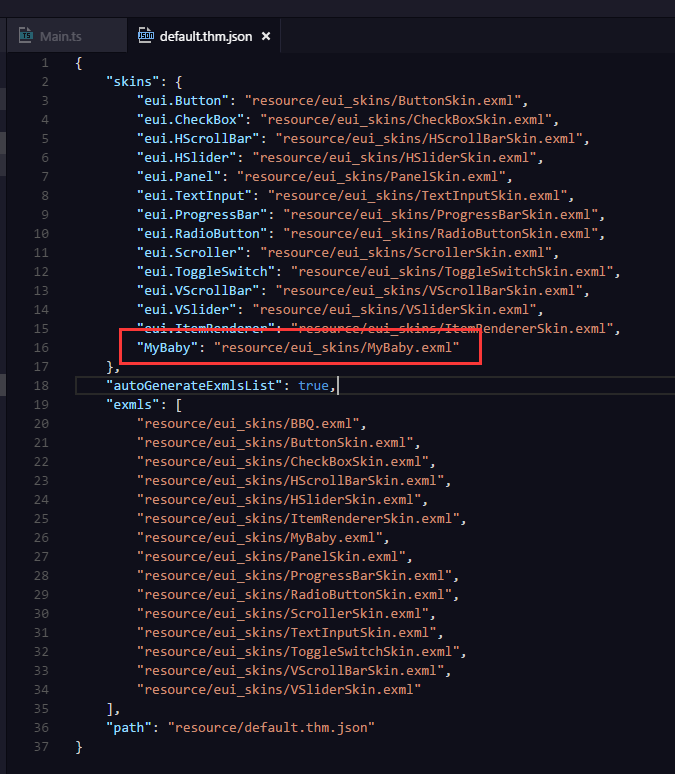 Main.ts default.thm.json ×
1 {
2 "skins": {
3 "eui.Button": "resource/eui_skins/ButtonSkin.exml",
4 "eui.CheckBox": "resource/eui_skins/CheckBoxSkin.exml",
5 "eui.HScrollBar": "resource/eui_skins/HScrollBarSkin.exml",
6 "eui.HSlider": "resource/eui_skins/HSliderSkin.exml",
7 "eui.Panel": "resource/eui_skins/PanelSkin.exml",
8 "eui.TextInput": "resource/eui_skins/TextInputSkin.exml",
9 "eui.ProgressBar": "resource/eui_skins/ProgressBarSkin.exml",
10 "eui.RadioButton": "resource/eui_skins/RadioButtonSkin.exml",
11 "eui.Scroller": "resource/eui_skins/ScrollerSkin.exml",
12 "eui.ToggleSwitch": "resource/eui_skins/ToggleSwitchSkin.exml",
13 "eui.VScrollBar": "resource/eui_skins/VScrollBarSkin.exml",
14 "eui.VSlider": "resource/eui_skins/VSliderSkin.exml",
15 "eui.ItemRenderer": "resource/eui_skins/ItemRendererSkin.exml",
16 "MyBaby": "resource/eui_skins/MyBaby.exml"
17 },
18 "autoGenerateExmlsList": true,
19 "exmls": [
20 "resource/eui_skins/BBQ.exml",
21 "resource/eui_skins/ButtonSkin.exml",
22 "resource/eui_skins/CheckBoxSkin.exml",
23 "resource/eui_skins/HScrollBarSkin.exml",
24 "resource/eui_skins/HSliderSkin.exml",
25 "resource/eui_skins/ItemRendererSkin.exml",
26 "resource/eui_skins/MyBaby.exml",
27 "resource/eui_skins/PanelSkin.exml",
28 "resource/eui_skins/ProgressBarSkin.exml",
29 "resource/eui_skins/RadioButtonSkin.exml",
30 "resource/eui_skins/ScrollerSkin.exml",
31 "resource/eui_skins/TextInputSkin.exml",
32 "resource/eui_skins/ToggleSwitchSkin.exml",
33 "resource/eui_skins/VScrollBarSkin.exml",
34 "resource/eui_skins/VSliderSkin.exml"
35 ],
36 "path": "resource/default.thm.json"
37 }